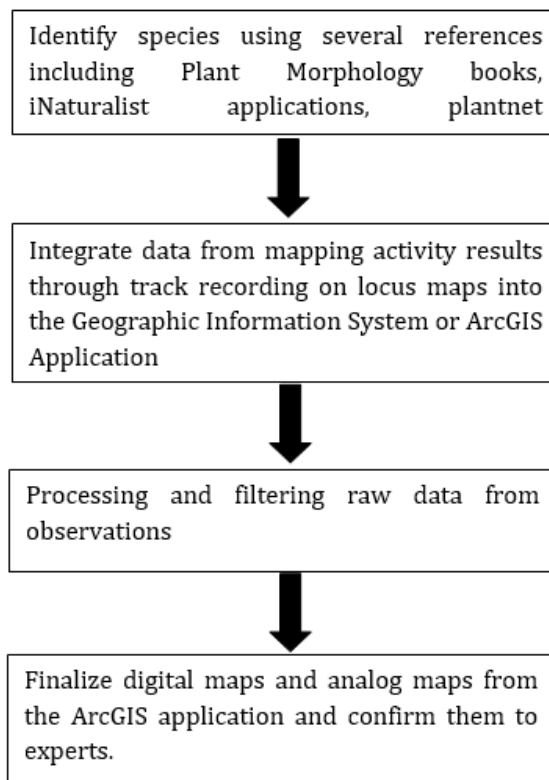 Identify species using several references
including Plant Morphology books,
iNaturalist applications, plantnet
Integrate data from mapping activity results
through track recording on locus maps into
the Geographic Information System or ArcGIS
Application
Processing and filtering raw data from
observations
Finalize digital maps and analog maps from
the ArcGIS application and confirm them to
experts.